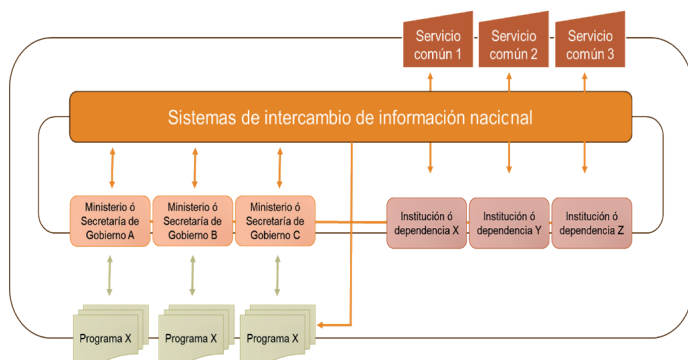 Servicio
común 1
Servicio
común 2
Servicio
común 3
Sistemas de intercambio de información nacicnal
Ministerio ó
Secretaría de
Gobierno A
Ministerio ó
Secretaría de
Gobierno B
Ministerio ó
Secretaría de
Gobierno C
Institución ó
dependencia X
Institución ó
dependencia Y
Institución ó
dependencia Z
Programa X
Programa X
Programa X